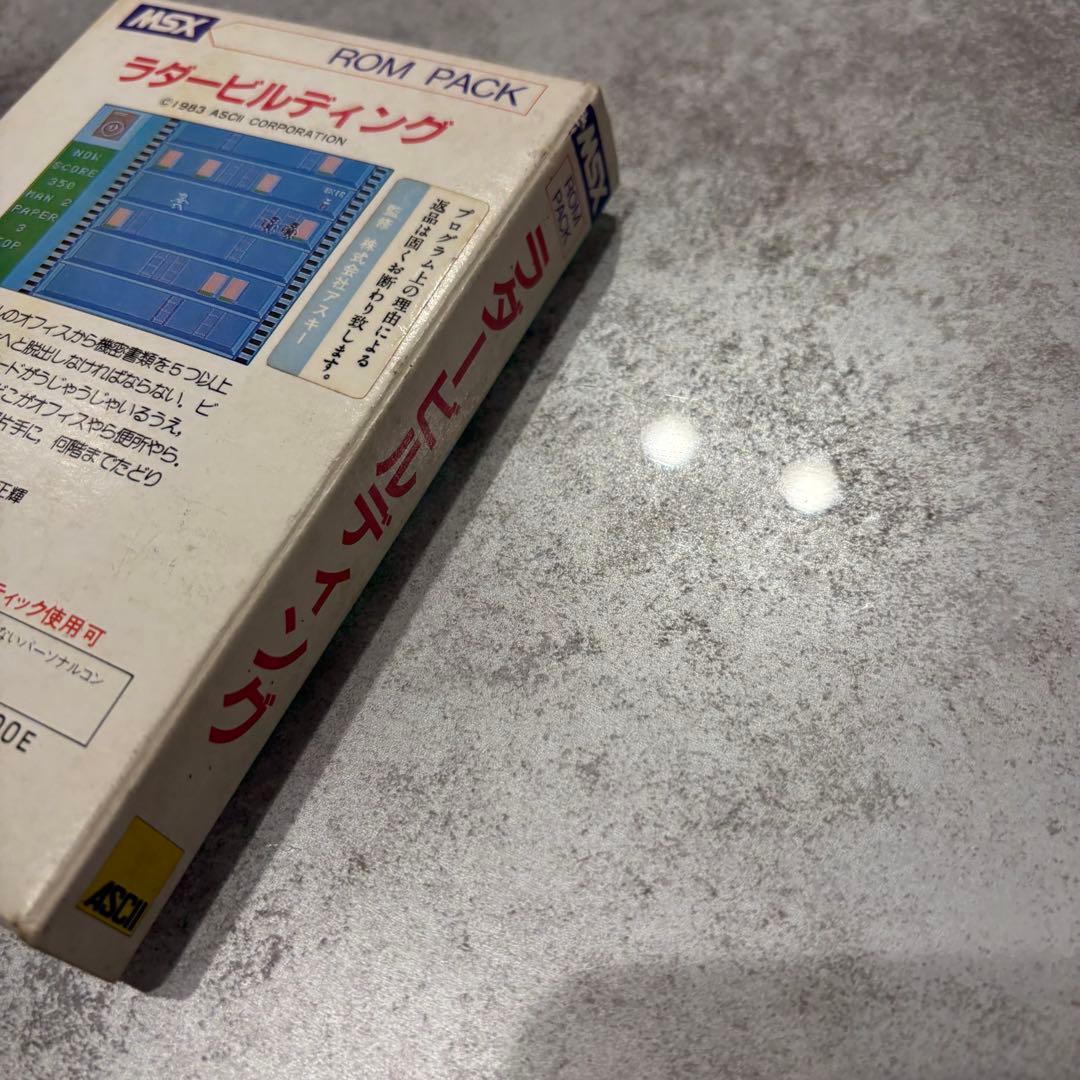 MSX
ROM PACK
ラダービルディング
©1983 ASCII CORPORATION
NOW
SCORE
350
MAN 2
PAPER
3
EXIT
プログラム上の理由による
返品は固くお断わり致します。
監修 株式会社アスキー
のオフィスから機密書類を5つ以上
へと脱出しなければならない。ビ
ードがうじゃうじゃいるうえ,
どこがオフィスやら便所やら。
片手に, 何階までたどり
正輝
ティック使用可
ないパーソナルコン
00E
MSX
ROM PACK
ラダービルディング
ASCII